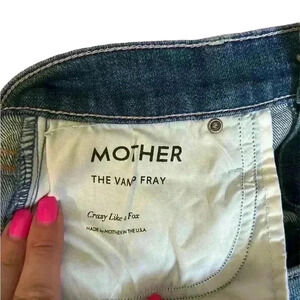 MOTHER
THE VAMP FRAY
Crazy Like a Fox
MADE by MOTHER IN THE U.S.A.